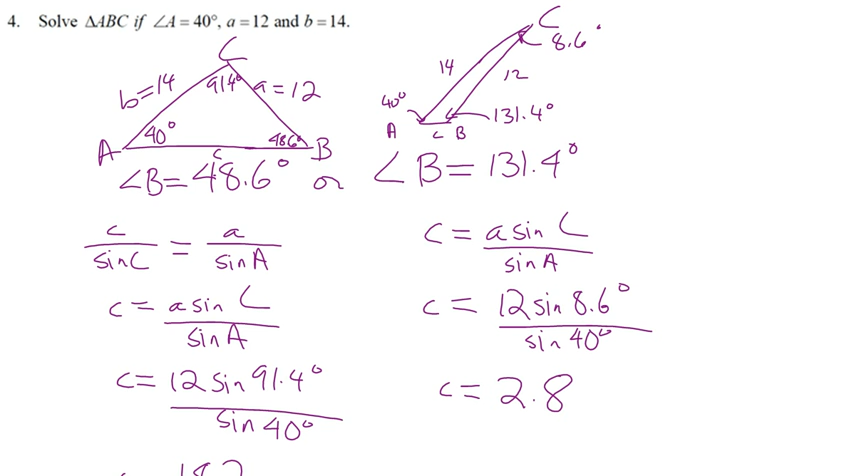 4. Solve ΔABC if ∠A = 40°, a = 12 and b = 14.
C
b = 14
91.4°
a = 12
A
40°
48.6°
B
c
C
8.6°
14
12
40°
131.4°
A
c
B
∠B = 48.6° or ∠B = 131.4°
c/sin C = a/sin A
c = a sin C/sin A
c = 12 sin 91.4°/sin 40°
c = a sin C/sin A
c = 12 sin 8.6°/sin 40°
c = 2.8